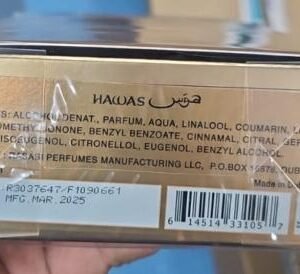 HAWAS هوس
TS: ALCOHOL DENAT., PARFUM, AQUA, LINALOOL, COUMARIN,
BENZYL BENZOATE, CINNAMAL, CITRAL,
ISOEUGENOL, CITRONELLOL, EUGENOL, BENZYL ALCOHOL.
RASASI PERFUMES MANUFACTURING LLC, P.O.BOX
Made in
R3037647/F1090661
MFG. MAR. 2025
6 14514 33105